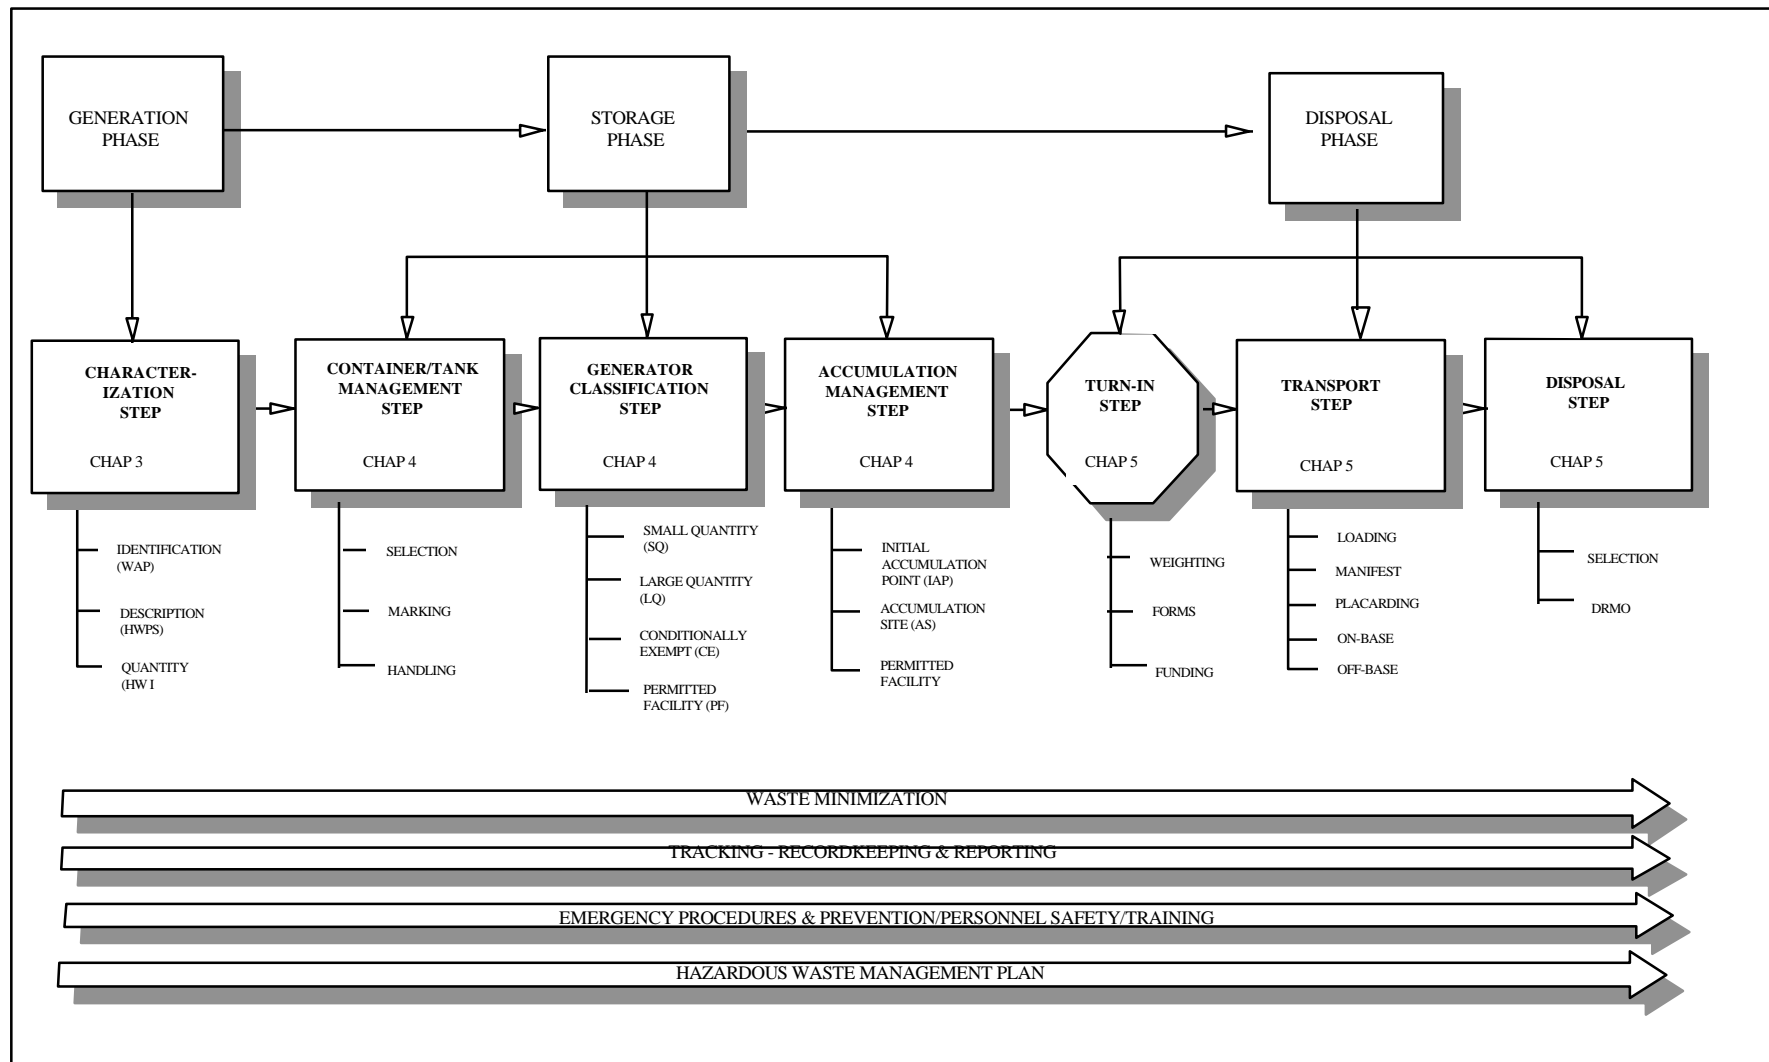 GENERATION
PHASE
STORAGE
PHASE
DISPOSAL
PHASE
CHARACTER-
IZATION
STEP
CHAP 3
CONTAINER/TANK
MANAGEMENT
STEP
CHAP 4
GENERATOR
CLASSIFICATION
STEP
CHAP 4
ACCUMULATION
MANAGEMENT
STEP
CHAP 4
TURN-IN
STEP
CHAP 5
TRANSPORT
STEP
CHAP 5
DISPOSAL
STEP
CHAP 5
IDENTIFICATION
(WAP)
DESCRIPTION
(HWPS)
QUANTITY
(HW I
SELECTION
MARKING
HANDLING
SMALL QUANTITY
(SQ)
LARGE QUANTITY
(LQ)
CONDITIONALLY
EXEMPT (CE)
PERMITTED
FACILITY (PF)
INITIAL
ACCUMULATION
POINT (IAP)
ACCUMULATION
SITE (AS)
PERMITTED
FACILITY
WEIGHTING
FORMS
FUNDING
LOADING
MANIFEST
PLACARDING
ON-BASE
OFF-BASE
SELECTION
DRMO
WASTE MINIMIZATION
TRACKING - RECORDKEEPING & REPORTING
EMERGENCY PROCEDURES & PREVENTION/PERSONNEL SAFETY/TRAINING
HAZARDOUS WASTE MANAGEMENT PLAN